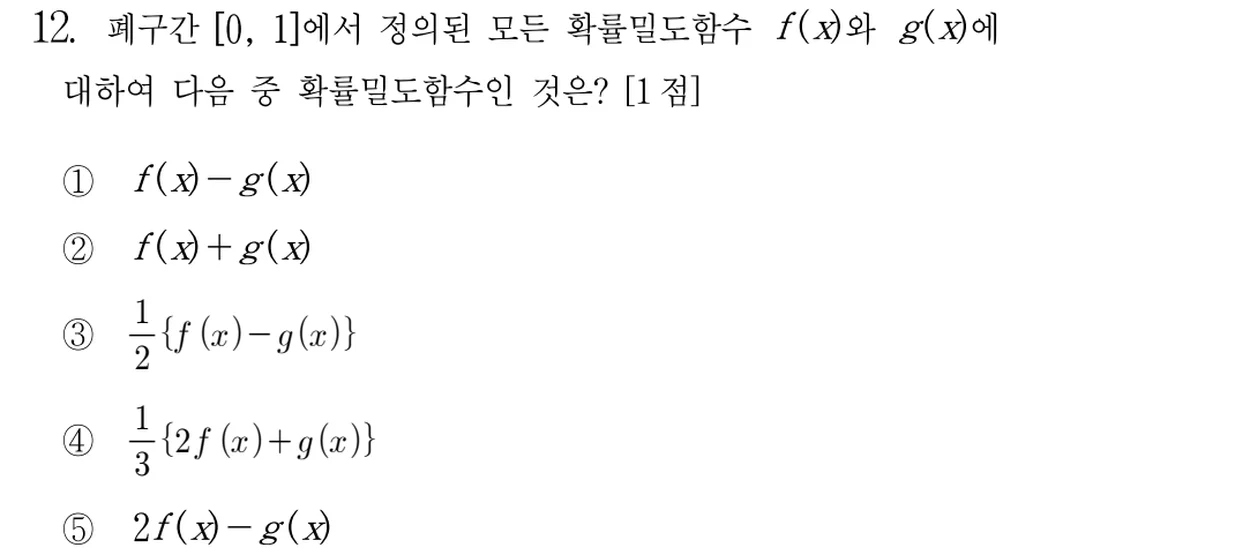 12. 폐구간 [0, 1]에서 정의된 모든 확률밀도함수 f(x)와 g(x)에
대하여 다음 중 확률밀도함수인 것은? [1점]
① f(x)-g(x)
② f(x)+g(x)
③ 1/2{f(x)-g(x)}
④ 1/3{2f(x)+g(x)}
⑤ 2f(x)-g(x)